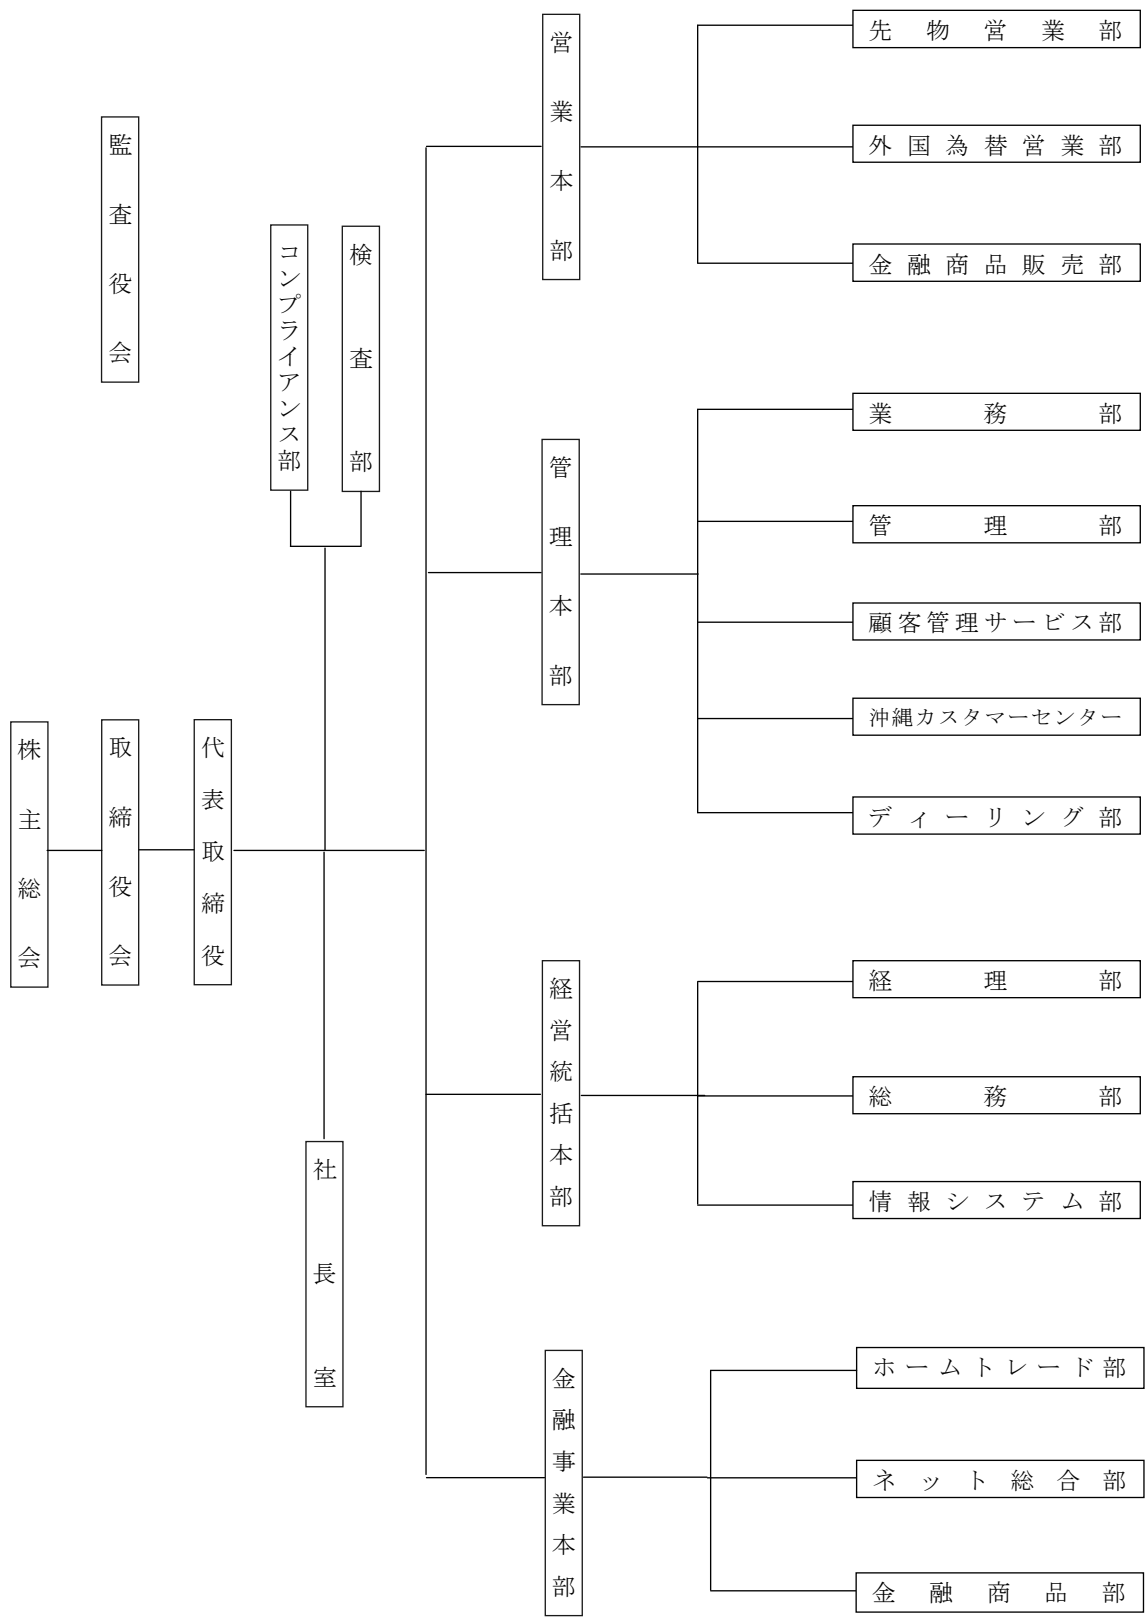 株主総会
監査役会
取締役会
代表取締役
コンプライアンス部
検査部
社長室
営業本部
先物営業部
外国為替営業部
金融商品販売部
管理本部
業務部
管理部
顧客管理サービス部
沖縄カスタマーセンター
ディーリング部
経営統括本部
経理部
総務部
情報システム部
金融事業本部
ホームトレード部
ネット総合部
金融商品部